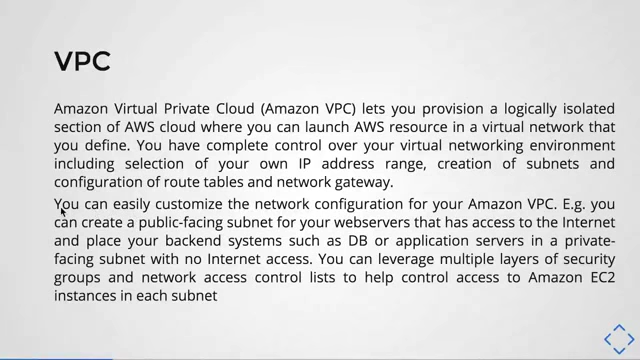 VPC
Amazon Virtual Private Cloud (Amazon VPC) lets you provision a logically isolated
section of AWS cloud where you can launch AWS resource in a virtual network that
you define. You have complete control over your virtual networking environment
including selection of your own IP address range, creation of subnets and
configuration of route tables and network gateway.
You can easily customize the network configuration for your Amazon VPC. E.g. you
can create a public-facing subnet for your webservers that has access to the Internet
and place your backend systems such as DB or application servers in a private-
facing subnet with no Internet access. You can leverage multiple layers of security
groups and network access control lists to help control access to Amazon EC2
instances in each subnet